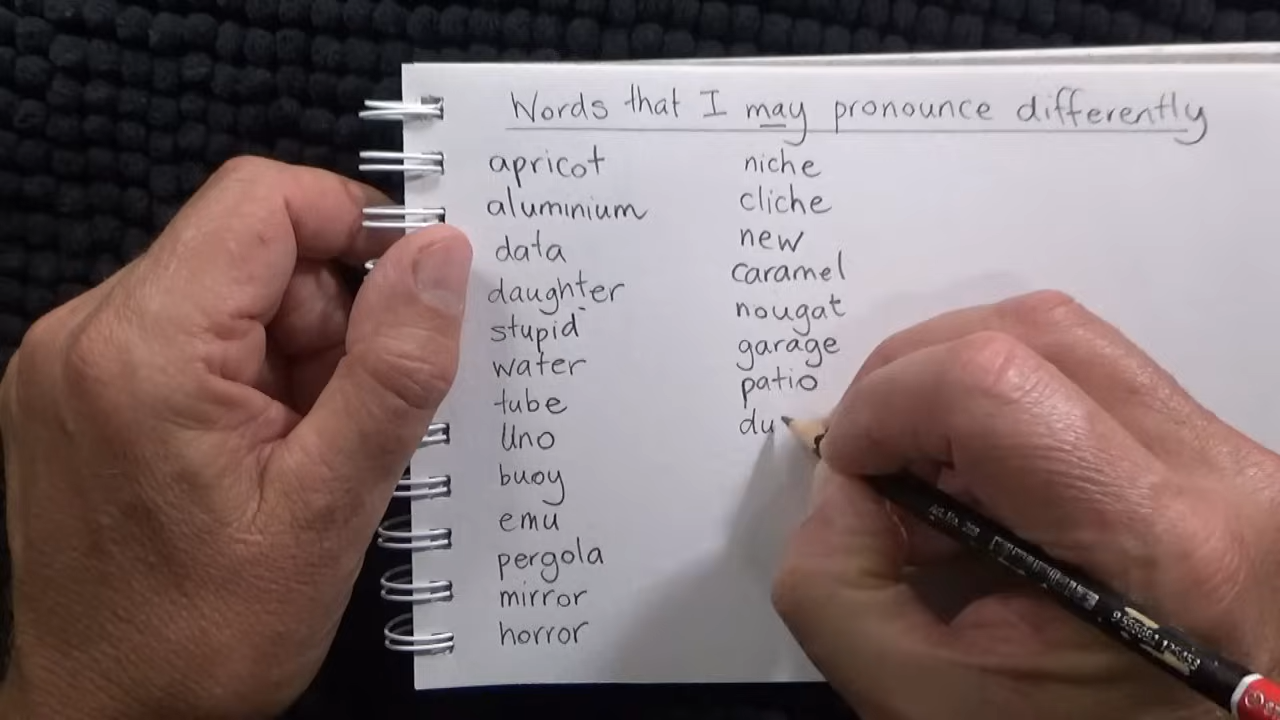 Words that I may pronounce differently
apricot
aluminium
data
daughter
stupid
water
tube
Uno
buoy
emu
pergola
mirror
horror
niche
cliche
new
caramel
nougat
garage
patio
du